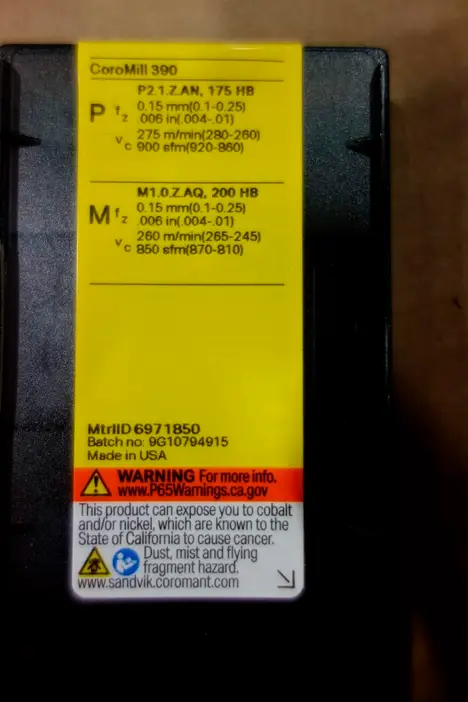 CoroMill 390
P2.1.Z.AN, 175 HB
P fz 0.15 mm(0.1-0.25)
.006 in(.004-.01)
vc 275 m/min(280-260)
900 sfm(920-860)
M1.0.Z.AQ, 200 HB
M fz 0.15 mm(0.1-0.25)
.006 in(.004-.01)
vc 260 m/min(265-245)
850 sfm(870-810)
MtrlID 6971850
Batch no: 9G10794915
Made in USA
WARNING For more info,
www.P65Warnings.ca.gov
This product can expose you to cobalt
and/or nickel, which are known to the
State of California to cause cancer.
Dust, mist and flying
fragment hazard.
www.sandvik.coromant.com